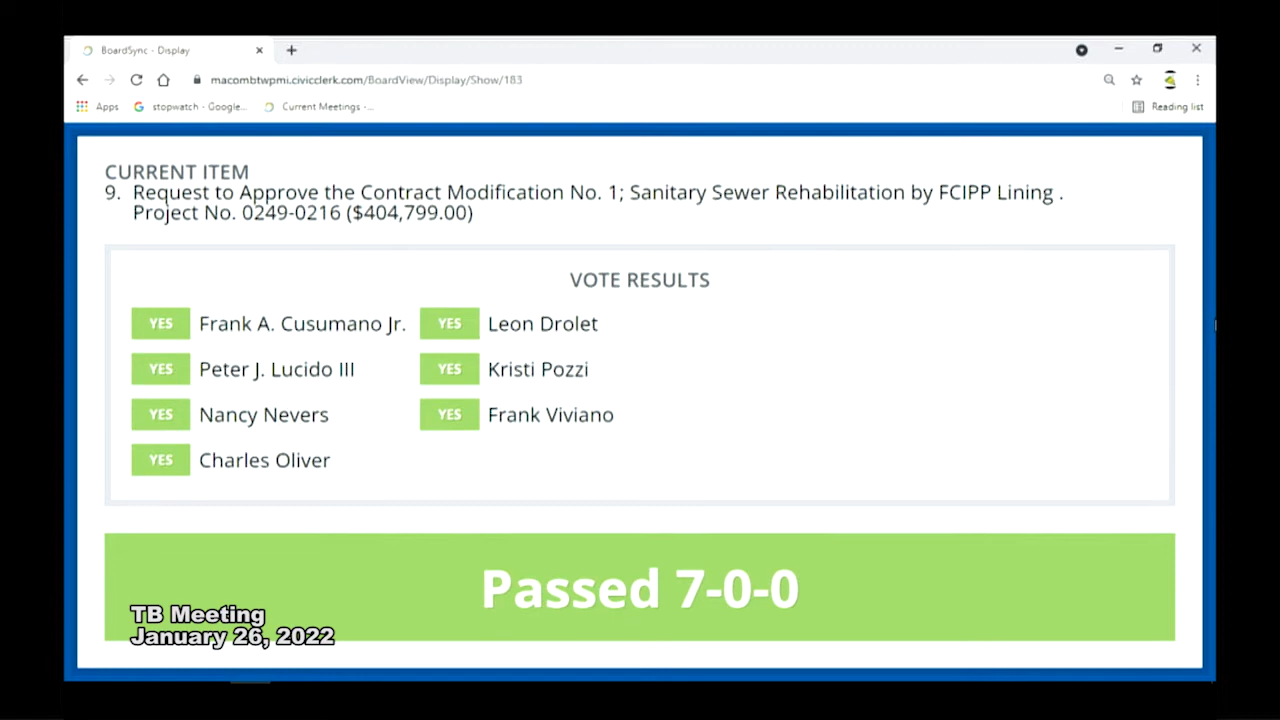 BoardSync - Display
macombtwpmi.civicclerk.com/BoardView/Display/Show/183
Apps stopwatch - Google... Current Meetings -... Reading list
CURRENT ITEM
9. Request to Approve the Contract Modification No. 1; Sanitary Sewer Rehabilitation by FCIPP Lining .
Project No. 0249-0216 ($404,799.00)
VOTE RESULTS
YES Frank A. Cusumano Jr. YES Leon Drolet
YES Peter J. Lucido III YES Kristi Pozzi
YES Nancy Nevers YES Frank Viviano
YES Charles Oliver
Passed 7-0-0
TB Meeting
January 26, 2022